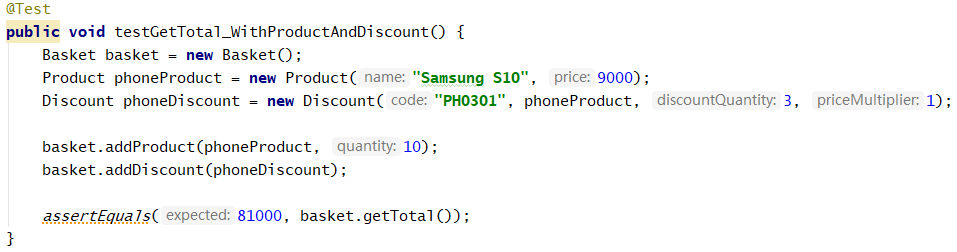 @Test
public void testGetTotal_WithProductAndDiscount() {
    Basket basket = new Basket();
    Product phoneProduct = new Product( name: "Samsung S10", price: 9000);
    Discount phoneDiscount = new Discount( code: "PHO3O1", phoneProduct, discountQuantity: 3, priceMultiplier: 1);

    basket.addProduct(phoneProduct, quantity: 10);
    basket.addDiscount(phoneDiscount);

    assertEquals( expected: 81000, basket.getTotal());
}